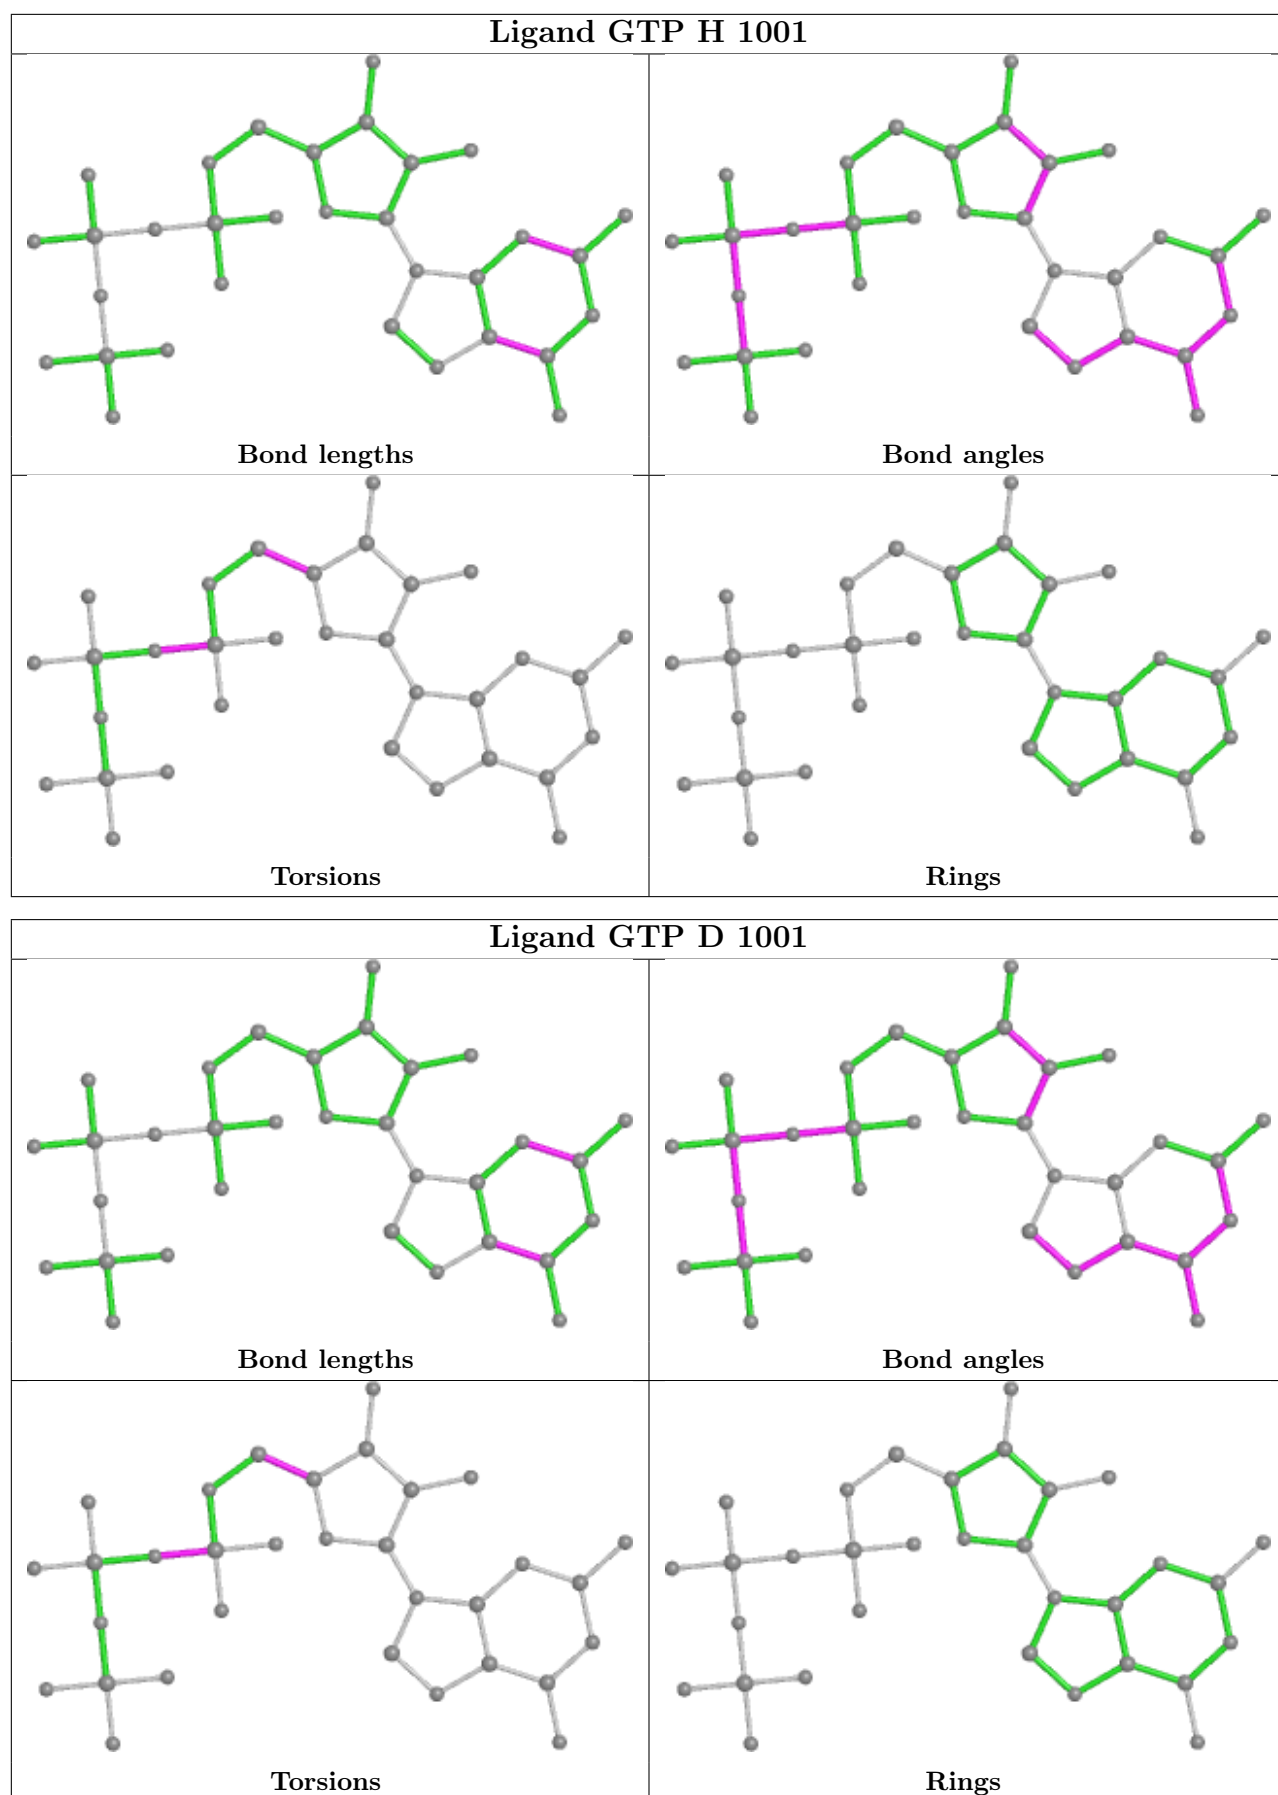 Ligand GTP H 1001
Bond lengths
Bond angles
Torsions
Rings
Ligand GTP D 1001
Bond lengths
Bond angles
Torsions
Rings